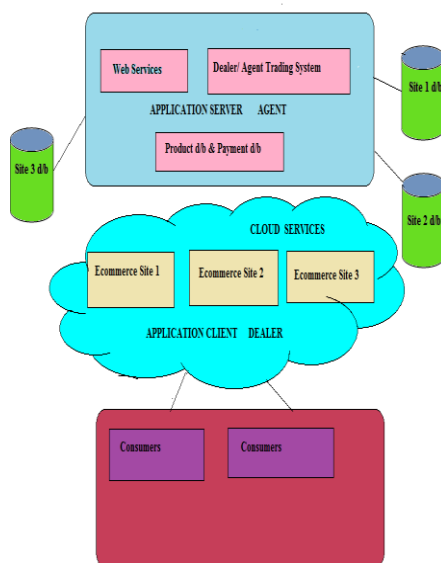 Web Services
Dealer/ Agent Trading System
Site 1 d/b
APPLICATION SERVER AGENT
Site 3 d/b
Product d/b & Payment d/b
Site 2 d/b
CLOUD SERVICES
Ecommerce Site 1
Ecommerce Site 2
Ecommerce Site 3
APPLICATION CLIENT DEALER
Consumers
Consumers